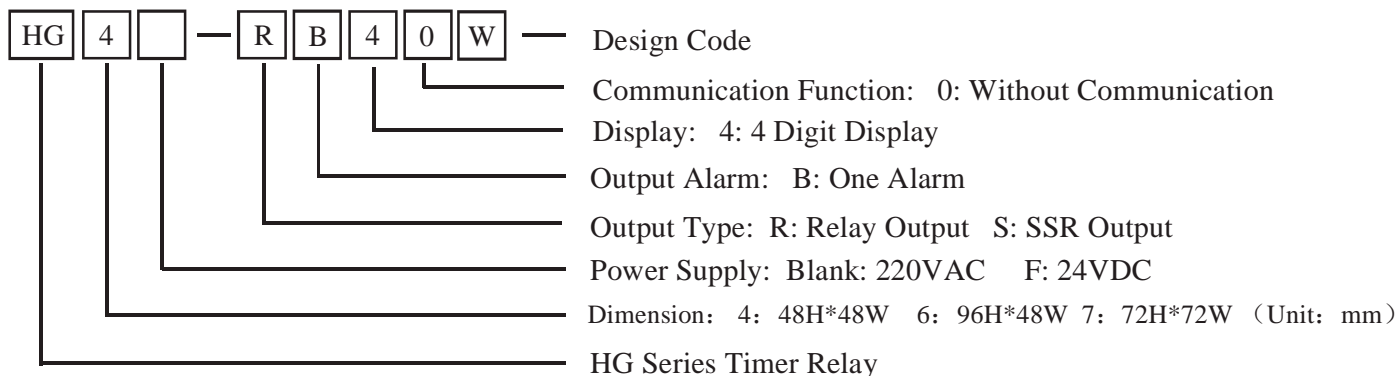 HG 4 — R B 4 0 W — Design Code
Communication Function: 0: Without Communication
Display: 4: 4 Digit Display
Output Alarm: B: One Alarm
Output Type: R: Relay Output S: SSR Output
Power Supply: Blank: 220VAC F: 24VDC
Dimension: 4: 48H*48W 6: 96H*48W 7: 72H*72W （Unit: mm）
HG Series Timer Relay